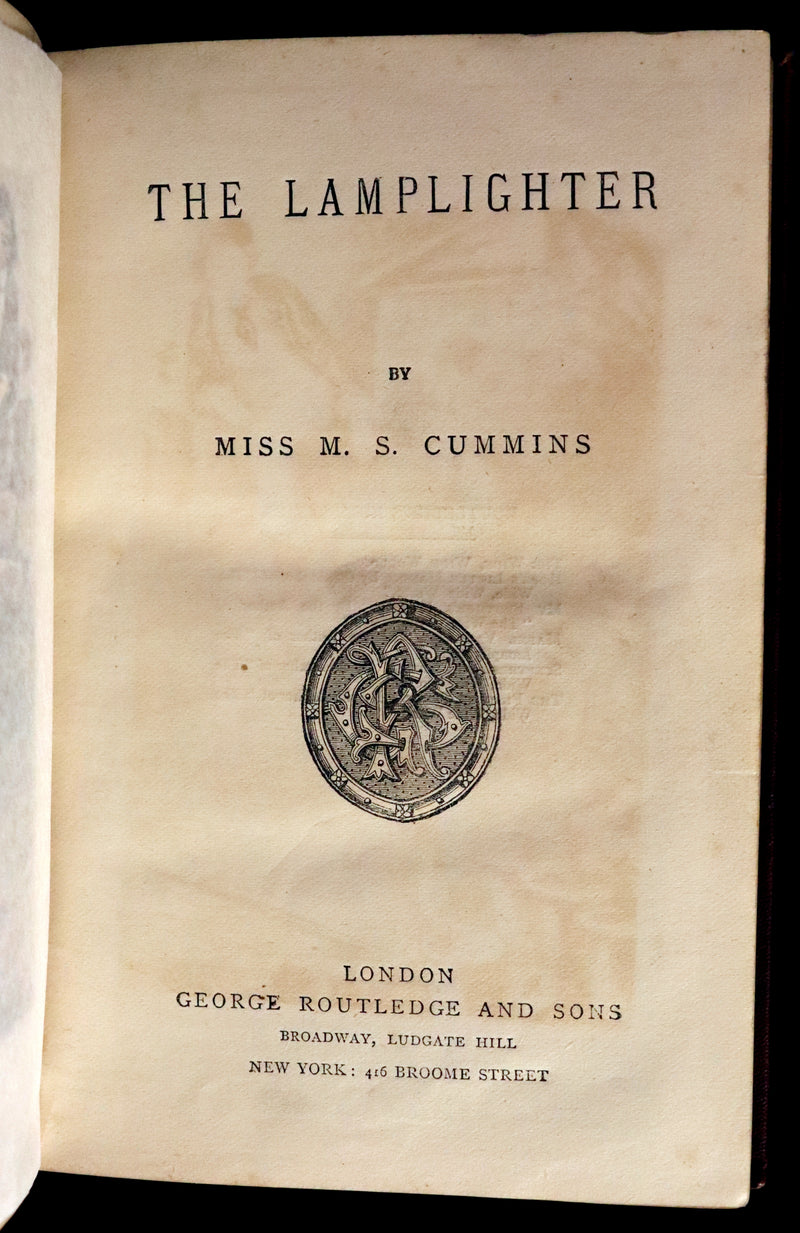 THE LAMPLIGHTER
BY
MISS M. S. CUMMINS
LONDON
GEORGE ROUTLEDGE AND SONS
BROADWAY, LUDGATE HILL
NEW YORK: 416 BROOME STREET